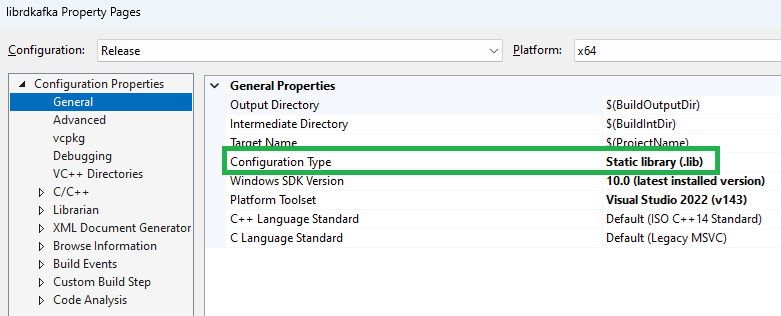 librdkafka Property Pages
Configuration: Release Platform: x64
Configuration Properties
General
Advanced
vcpkg
Debugging
VC++ Directories
C/C++
Librarian
XML Document Generator
Browse Information
Build Events
Custom Build Step
Code Analysis
General Properties
Output Directory $(BuildOutputDir)
Intermediate Directory $(BuildIntDir)
Target Name $(ProjectName)
Configuration Type Static library (.lib)
Windows SDK Version 10.0 (latest installed version)
Platform Toolset Visual Studio 2022 (v143)
C++ Language Standard Default (ISO C++14 Standard)
C Language Standard Default (Legacy MSVC)